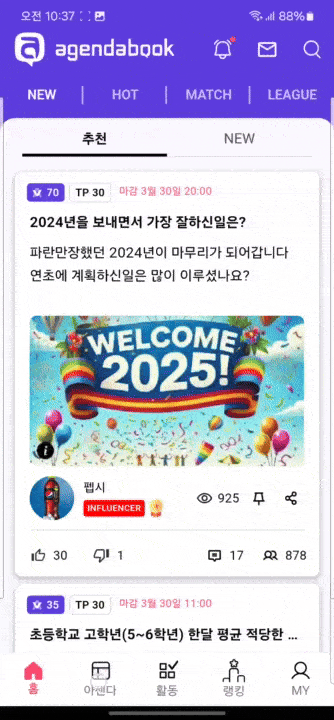 오전 10:37
88%
agendabook
NEW
HOT
MATCH
LEAGUE
추천
NEW
70
TP 30
마감 3월 30일 20:00
2024년을 보내면서 가장 잘하신일은?
파란만장했던 2024년이 마무리가 되어갑니다
연초에 계획하신일은 많이 이루셨나요?
WELCOME
2025!
펩시
INFLUENCER
925
30
1
17
878
35
TP 30
마감 3월 30일 11:00
초등학교 고학년(5~6학년) 한달 평균 적당한 ...
홈
아젠다
활동
랭킹
MY